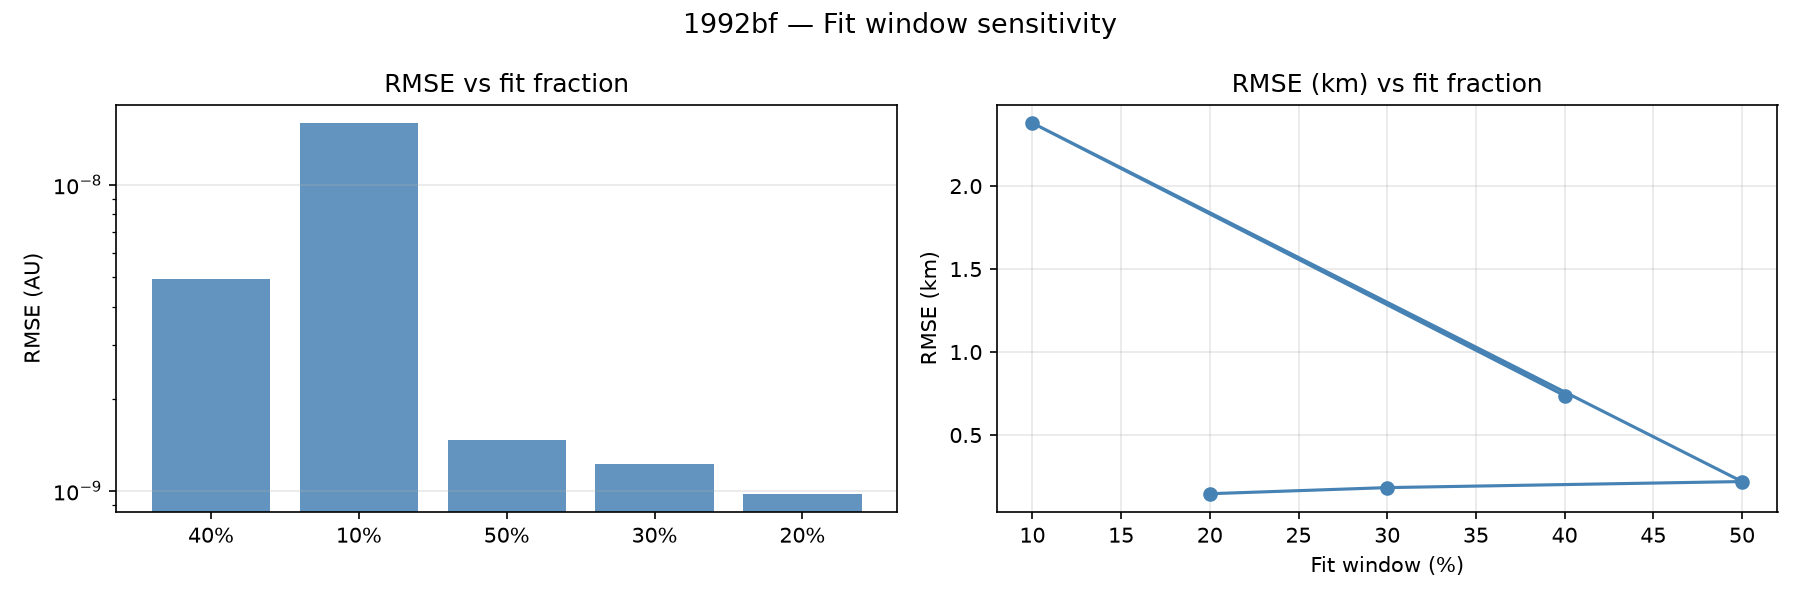 1992bf — Fit window sensitivity
RMSE vs fit fraction
RMSE (AU)
10⁻⁸
10⁻⁹
40% 10% 50% 30% 20%
RMSE (km) vs fit fraction
RMSE (km)
2.0
1.5
1.0
0.5
10 15 20 25 30 35 40 45 50
Fit window (%)